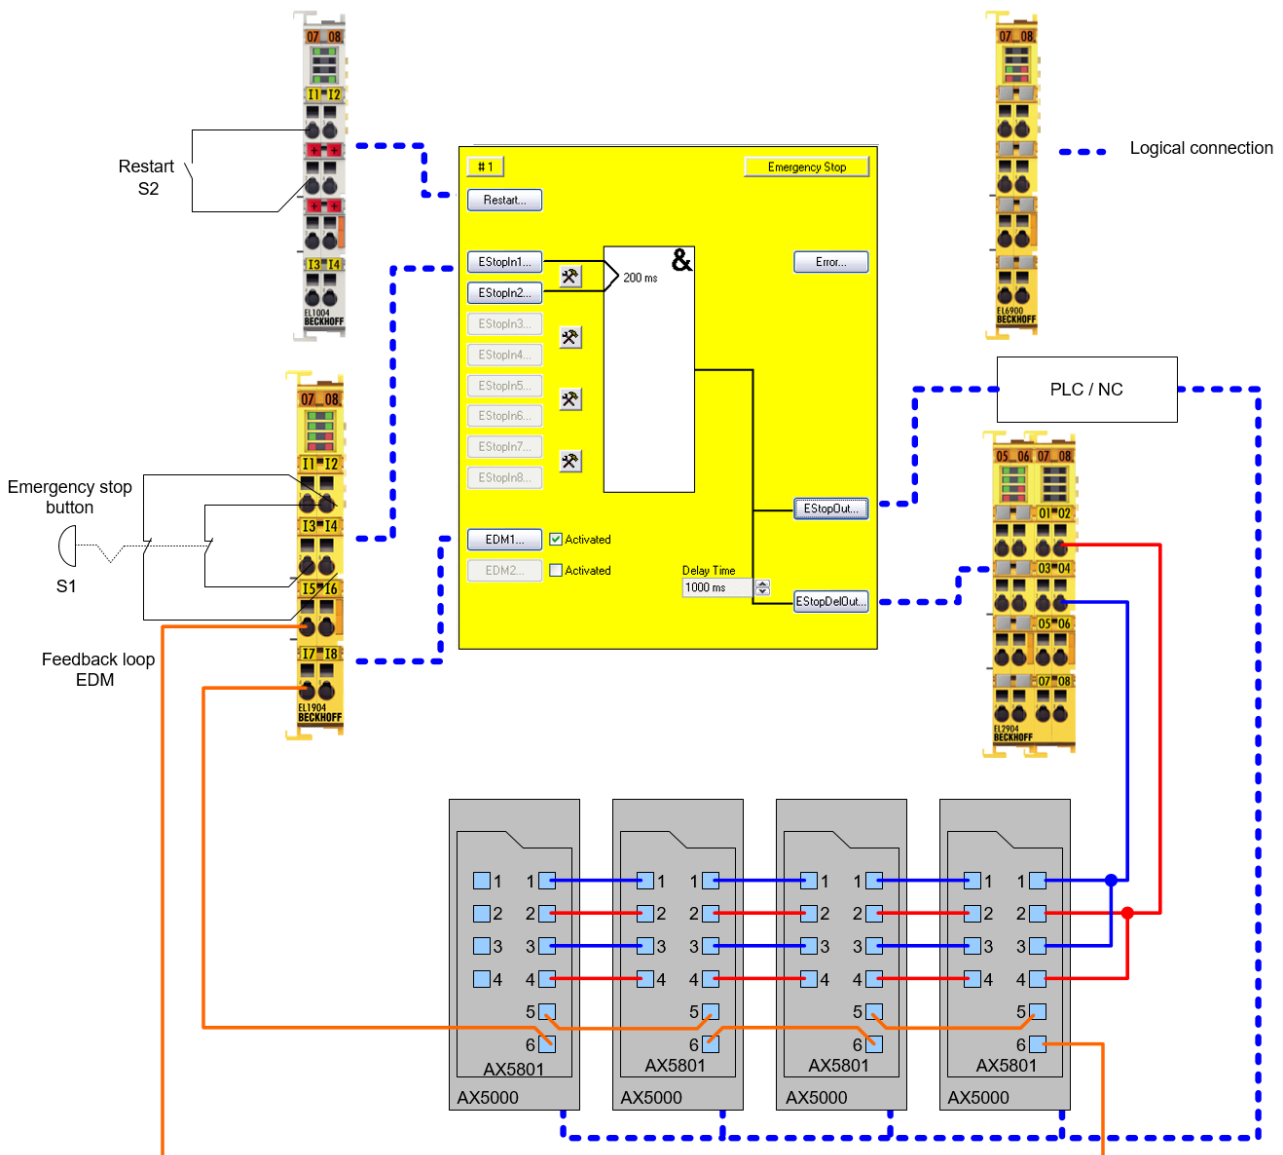 07 08
I1 I2
I3 I4
EL1004
BECKHOFF
Restart
S2
07 08
Logical connection
EL6900
BECKHOFF
# 1
Emergency Stop
Restart...
EStopIn1...
EStopIn2...
EStopIn3...
EStopIn4...
EStopIn5...
EStopIn6...
EStopIn7...
EStopIn8...
&
200 ms
Error...
EStopOut...
EDM1...
Activated
EDM2...
Activated
Delay Time
1000 ms
EStopDelOut...
PLC / NC
07 08
I1 I2
I3 I4
I5 I6
I7 I8
EL1904
BECKHOFF
Emergency stop
button
S1
Feedback loop
EDM
05 06 07 08
01 02
03 04
05 06
07 08
EL2904
BECKHOFF
1 1 1 1 1 1 1 1
2 2 2 2 2 2 2 2
3 3 3 3 3 3 3 3
4 4 4 4 4 4 4 4
5 5 5 5
6 6 6 6
AX5801 AX5801 AX5801 AX5801
AX5000 AX5000 AX5000 AX5000